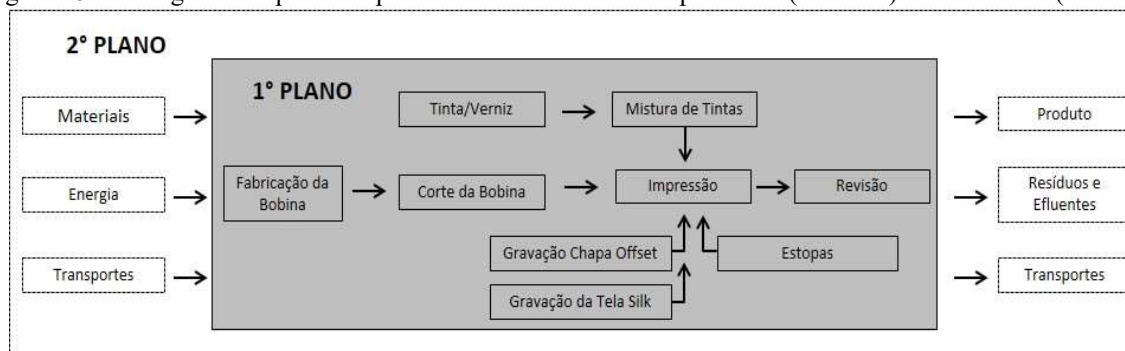 2° PLANO
1° PLANO
Materiais
Tinta/Verniz
Mistura de Tintas
Produto
Energia
Fabricação da
Bobina
Corte da Bobina
Impressão
Revisão
Resíduos e
Efluentes
Gravação Chapa Offset
Estopas
Transportes
Gravação da Tela Silk
Transportes